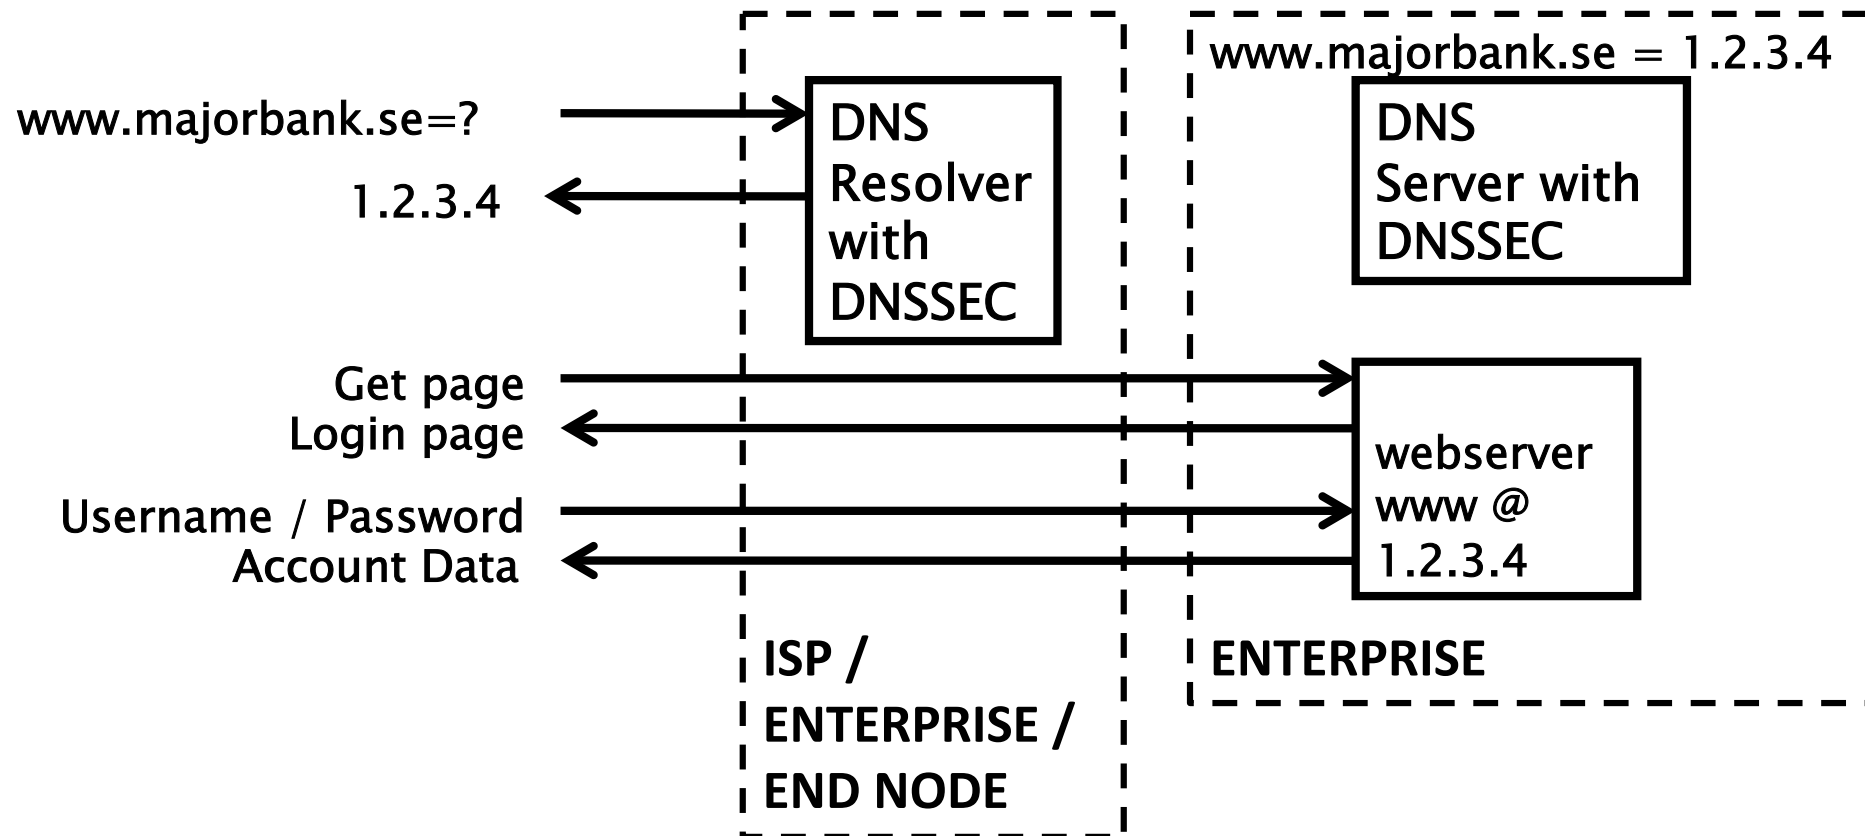 www.majorbank.se=?
1.2.3.4
DNS
Resolver
with
DNSSEC
www.majorbank.se = 1.2.3.4
DNS
Server with
DNSSEC
Get page
Login page
Username / Password
Account Data
webserver
www @
1.2.3.4
ISP /
ENTERPRISE /
END NODE
ENTERPRISE